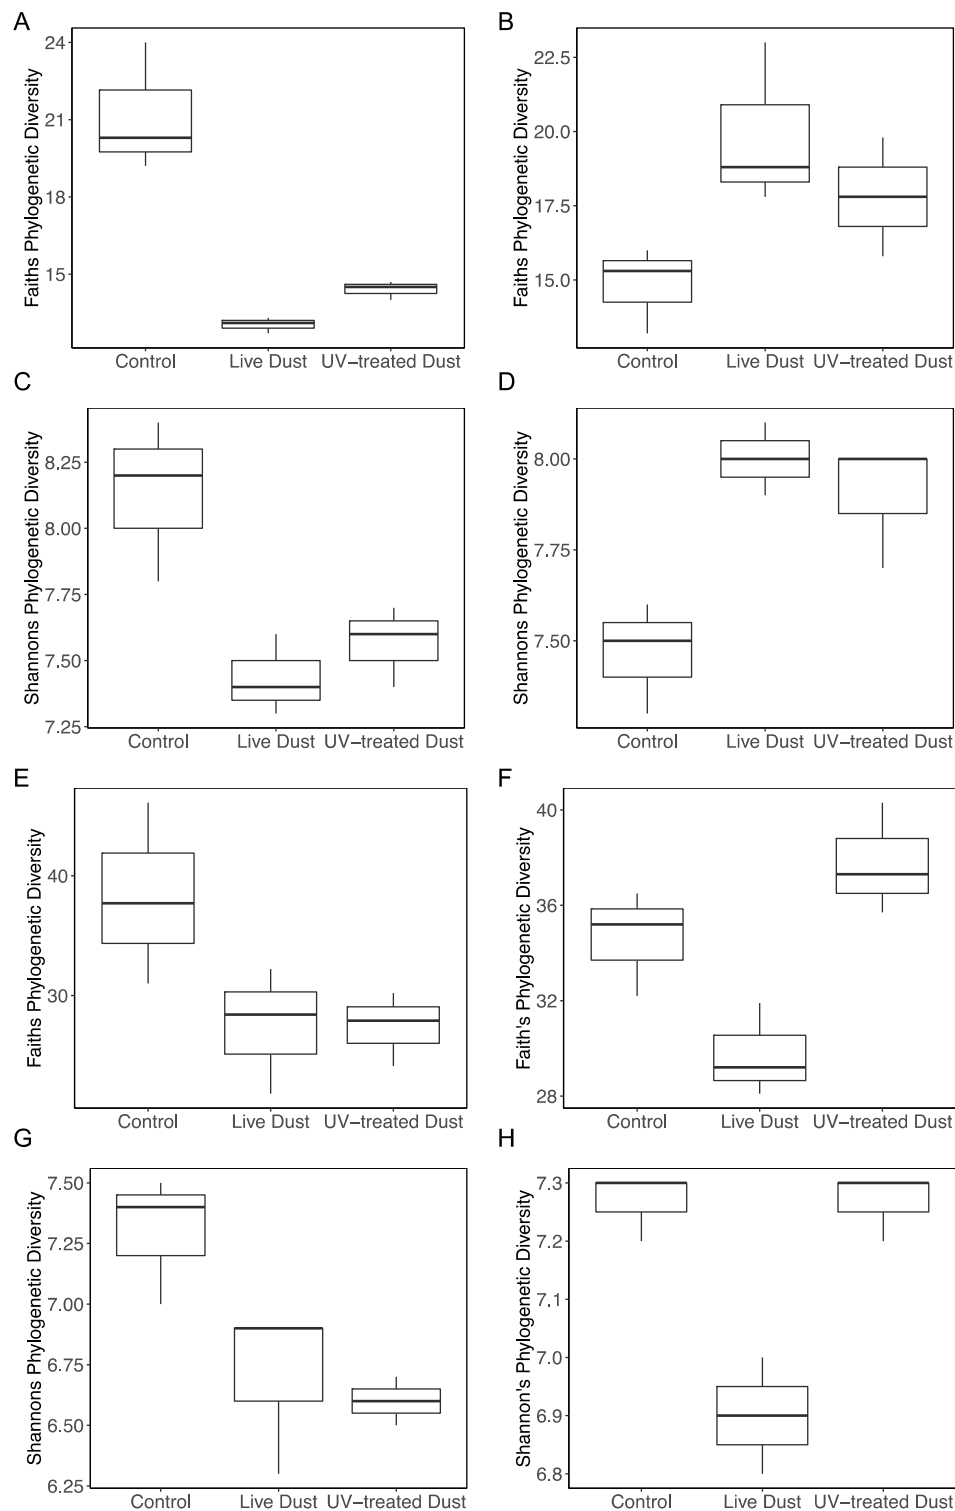 A
Faiths Phylogenetic Diversity
24
21
18
15
Control Live Dust UV−treated Dust
B
Faiths Phylogenetic Diversity
22.5
20.0
17.5
15.0
Control Live Dust UV−treated Dust
C
Shannons Phylogenetic Diversity
8.25
8.00
7.75
7.50
7.25
Control Live Dust UV−treated Dust
D
Shannons Phylogenetic Diversity
8.00
7.75
7.50
Control Live Dust UV−treated Dust
E
Faiths Phylogenetic Diversity
40
30
Control Live Dust UV−treated Dust
F
Faith's Phylogenetic Diversity
40
36
32
28
Control Live Dust UV−treated Dust
G
Shannons Phylogenetic Diversity
7.50
7.25
7.00
6.75
6.50
6.25
Control Live Dust UV−treated Dust
H
Shannon's Phylogenetic Diversity
7.3
7.2
7.1
7.0
6.9
6.8
Control Live Dust UV−treated Dust